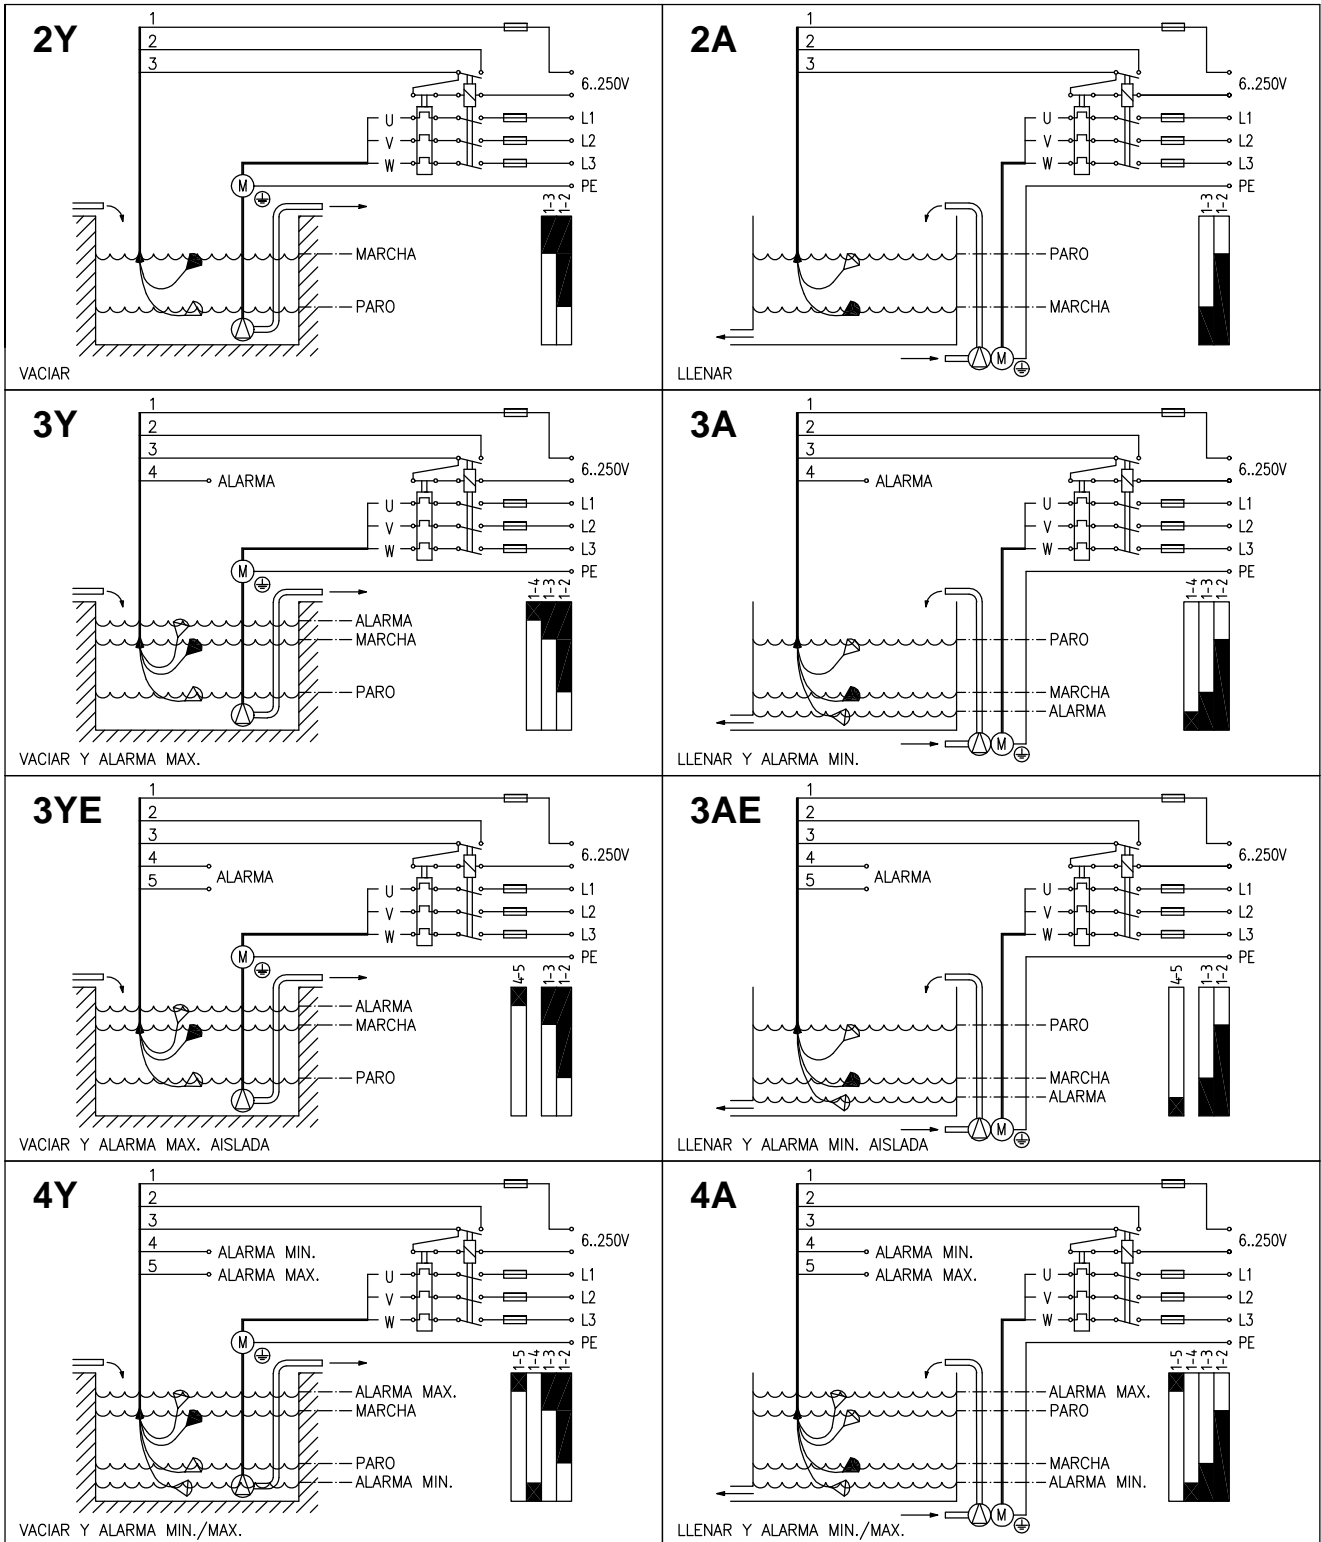 2Y
1
2
3
6..250V
U
L1
V
L2
W
L3
M
PE
1-3
1-2
MARCHA
PARO
VACIAR
2A
1
2
3
6..250V
U
L1
V
L2
W
L3
PE
1-3
1-2
PARO
MARCHA
M
LLENAR
3Y
1
2
3
4 ALARMA
6..250V
U
L1
V
L2
W
L3
M
PE
1-4
1-3
1-2
ALARMA
MARCHA
PARO
VACIAR Y ALARMA MAX.
3A
1
2
3
4 ALARMA
6..250V
U
L1
V
L2
W
L3
PE
1-4
1-3
1-2
PARO
MARCHA
ALARMA
M
LLENAR Y ALARMA MIN.
3YE
1
2
3
4
5
ALARMA
6..250V
U
L1
V
L2
W
L3
M
PE
4-5
1-3
1-2
ALARMA
MARCHA
PARO
VACIAR Y ALARMA MAX. AISLADA
3AE
1
2
3
4
5
ALARMA
6..250V
U
L1
V
L2
W
L3
PE
4-5
1-3
1-2
PARO
MARCHA
ALARMA
M
LLENAR Y ALARMA MIN. AISLADA
4Y
1
2
3
4 ALARMA MIN.
5 ALARMA MAX.
6..250V
U
L1
V
L2
W
L3
M
PE
1-5
1-4
1-3
1-2
ALARMA MAX.
MARCHA
PARO
ALARMA MIN.
VACIAR Y ALARMA MIN./MAX.
4A
1
2
3
4 ALARMA MIN.
5 ALARMA MAX.
6..250V
U
L1
V
L2
W
L3
PE
1-5
1-4
1-3
1-2
ALARMA MAX.
PARO
MARCHA
ALARMA MIN.
M
LLENAR Y ALARMA MIN./MAX.